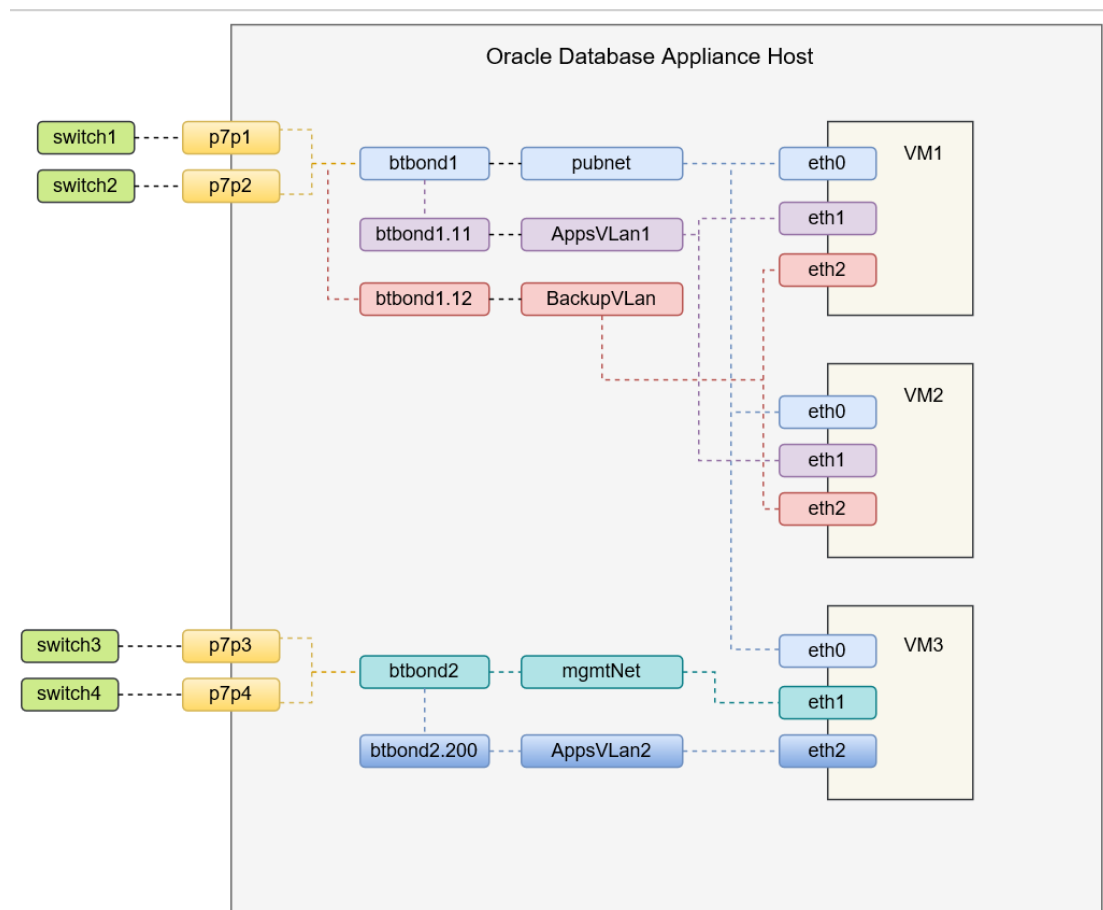 Oracle Database Appliance Host
switch1
p7p1
switch2
p7p2
btbond1
pubnet
btbond1.11
AppsVLan1
btbond1.12
BackupVLan
eth0
VM1
eth1
eth2
VM2
eth0
eth1
eth2
switch3
p7p3
switch4
p7p4
btbond2
mgmtNet
btbond2.200
AppsVLan2
eth0
VM3
eth1
eth2